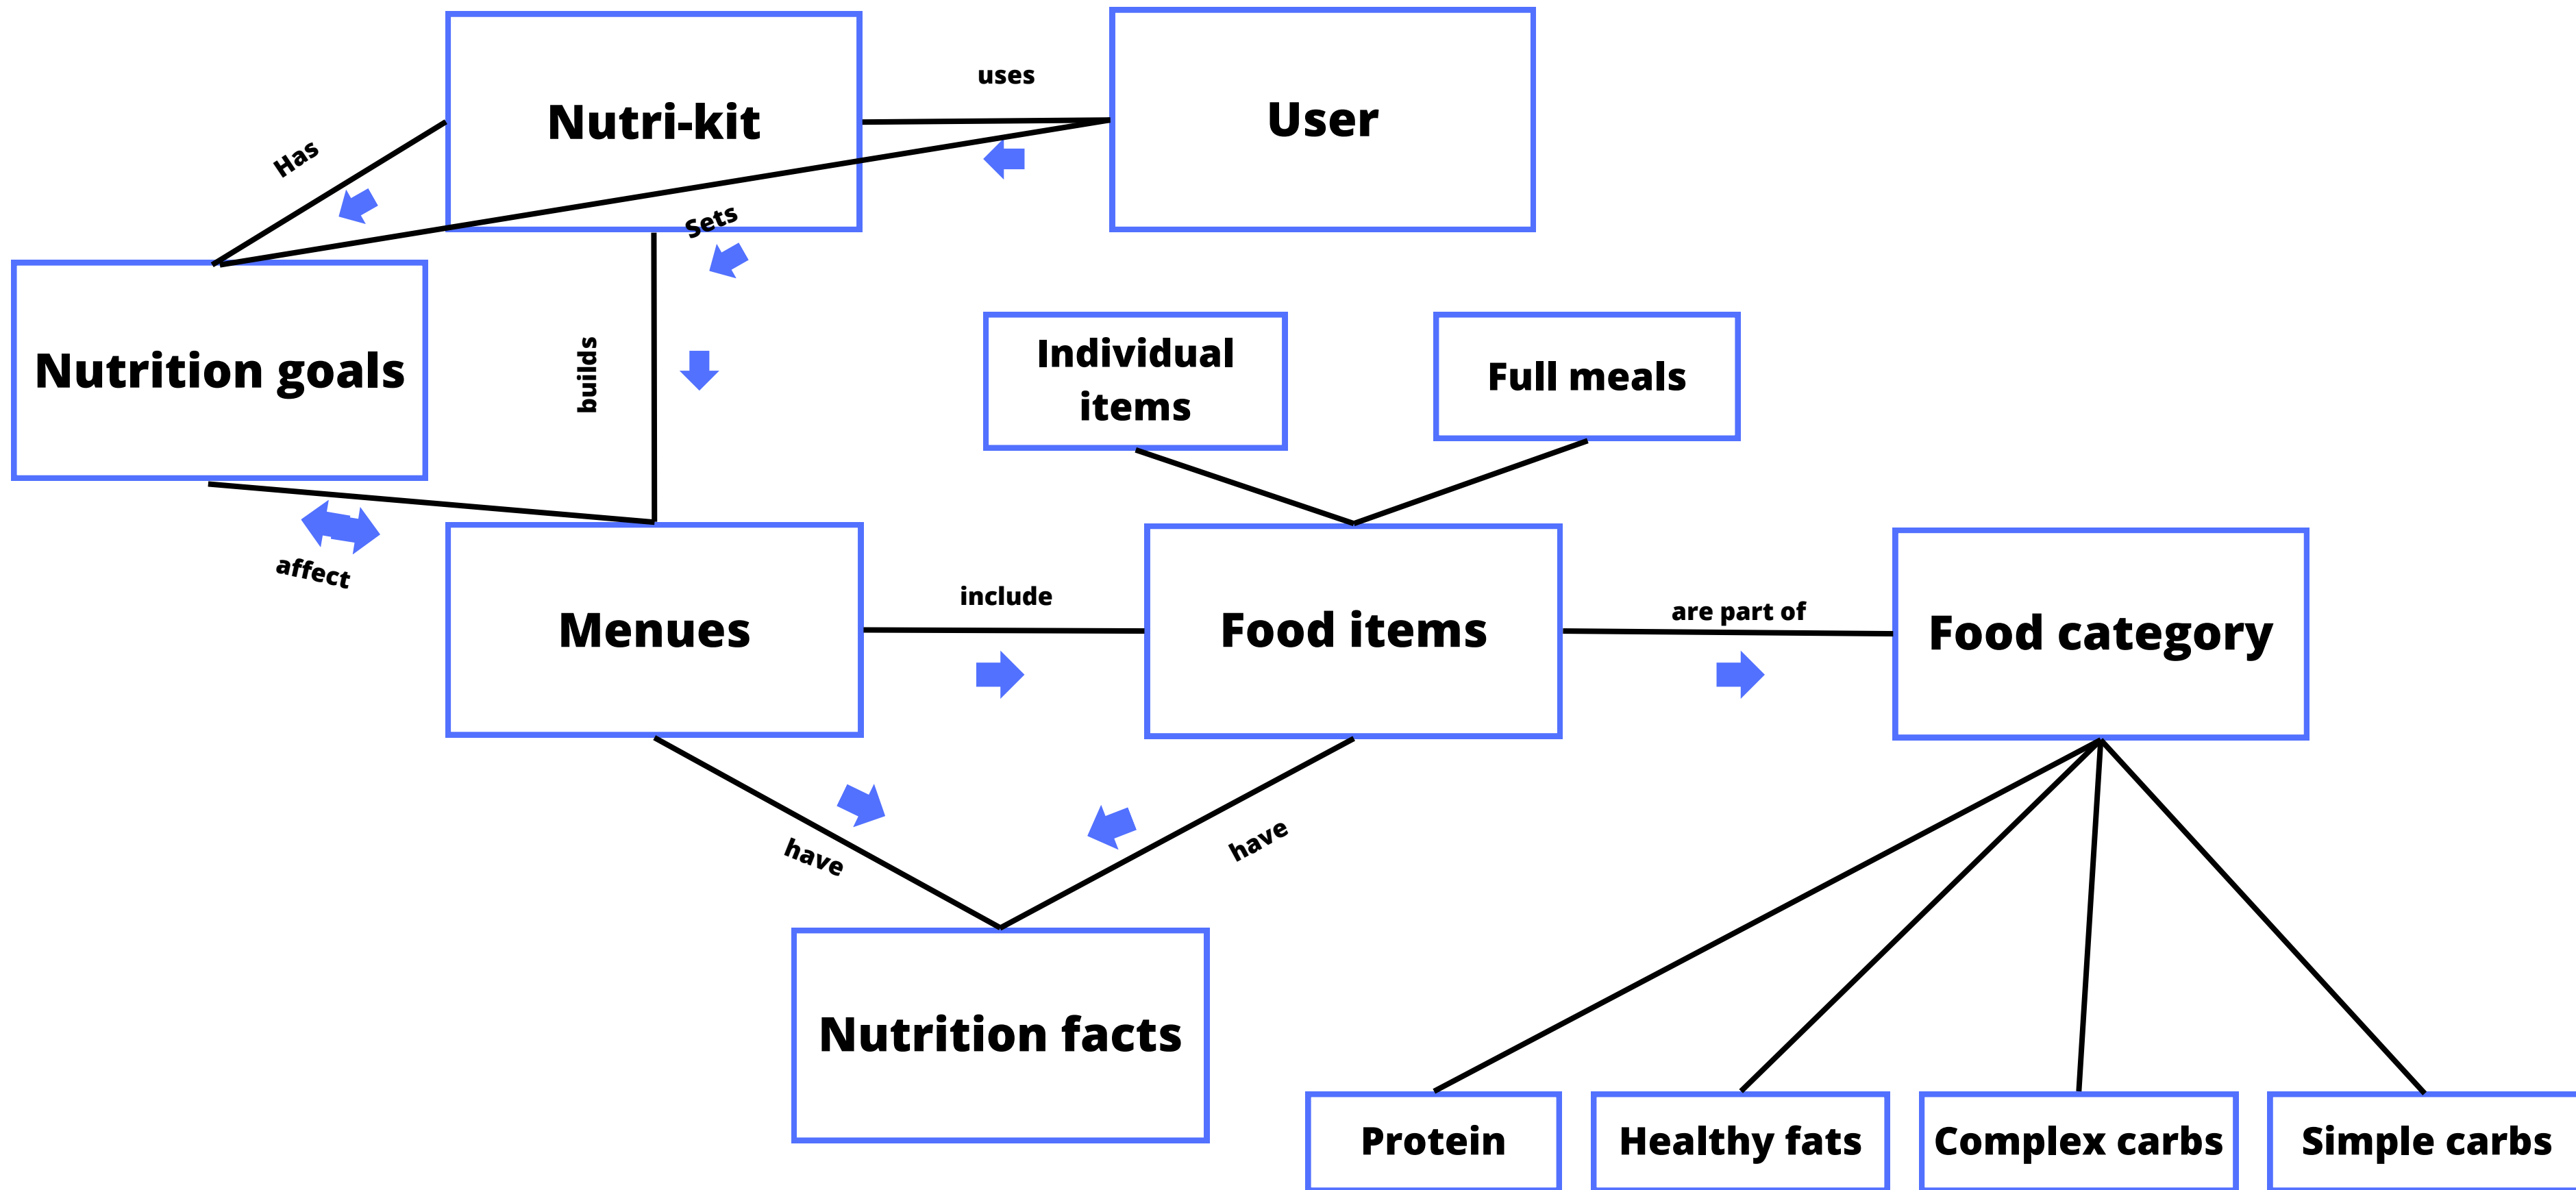 Nutri-kit
uses
User
Has
Sets
Nutrition goals
builds
Individual
items
Full meals
affect
Menues
include
Food items
are part of
Food category
have
have
Nutrition facts
Protein
Healthy fats
Complex carbs
Simple carbs